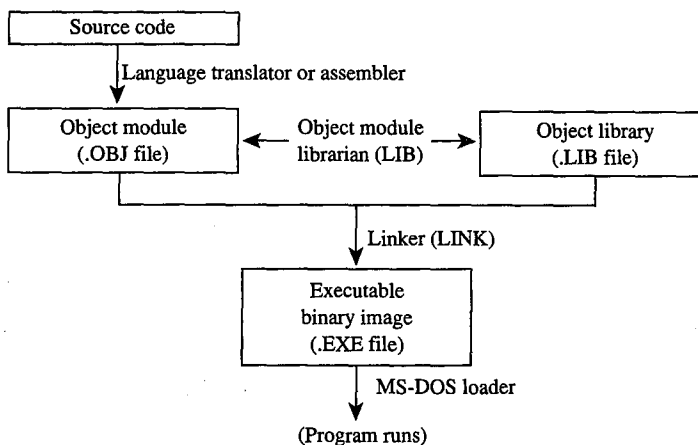 Source code
Language translator or assembler
Object module
(.OBJ file)
Object module
librarian (LIB)
Object library
(.LIB file)
Linker (LINK)
Executable
binary image
(.EXE file)
MS-DOS loader
(Program runs)